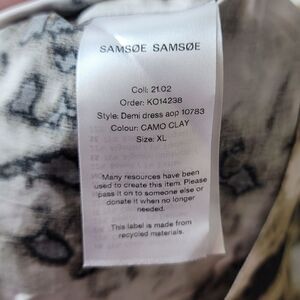 SAMSØE SAMSØE
Coll: 21.02
Order: KO14238
Style: Demi dress aop 10783
Colour: CAMO CLAY
Size: XL
Many resources have been
used to create this item. Please
pass it on to someone else or
donate it when no longer
needed.
This label is made from
recycled materials.